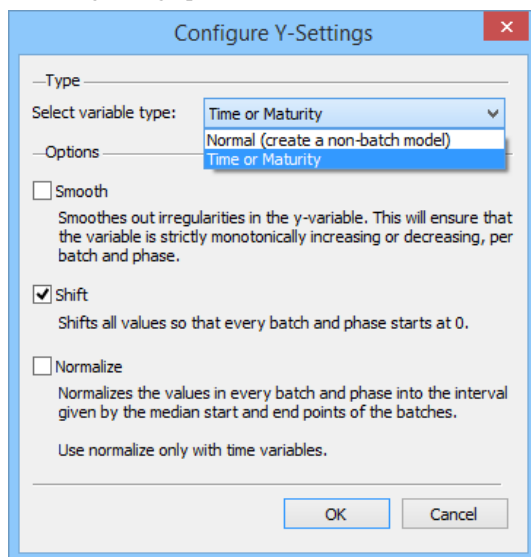 Configure Y-Settings
Type
Select variable type: Time or Maturity
Normal (create a non-batch model)
Time or Maturity
Options
Smooth
Smoothes out irregularities in the y-variable. This will ensure that
the variable is strictly monotonically increasing or decreasing, per
batch and phase.
Shift
Shifts all values so that every batch and phase starts at 0.
Normalize
Normalizes the values in every batch and phase into the interval
given by the median start and end points of the batches.
Use normalize only with time variables.
OK Cancel